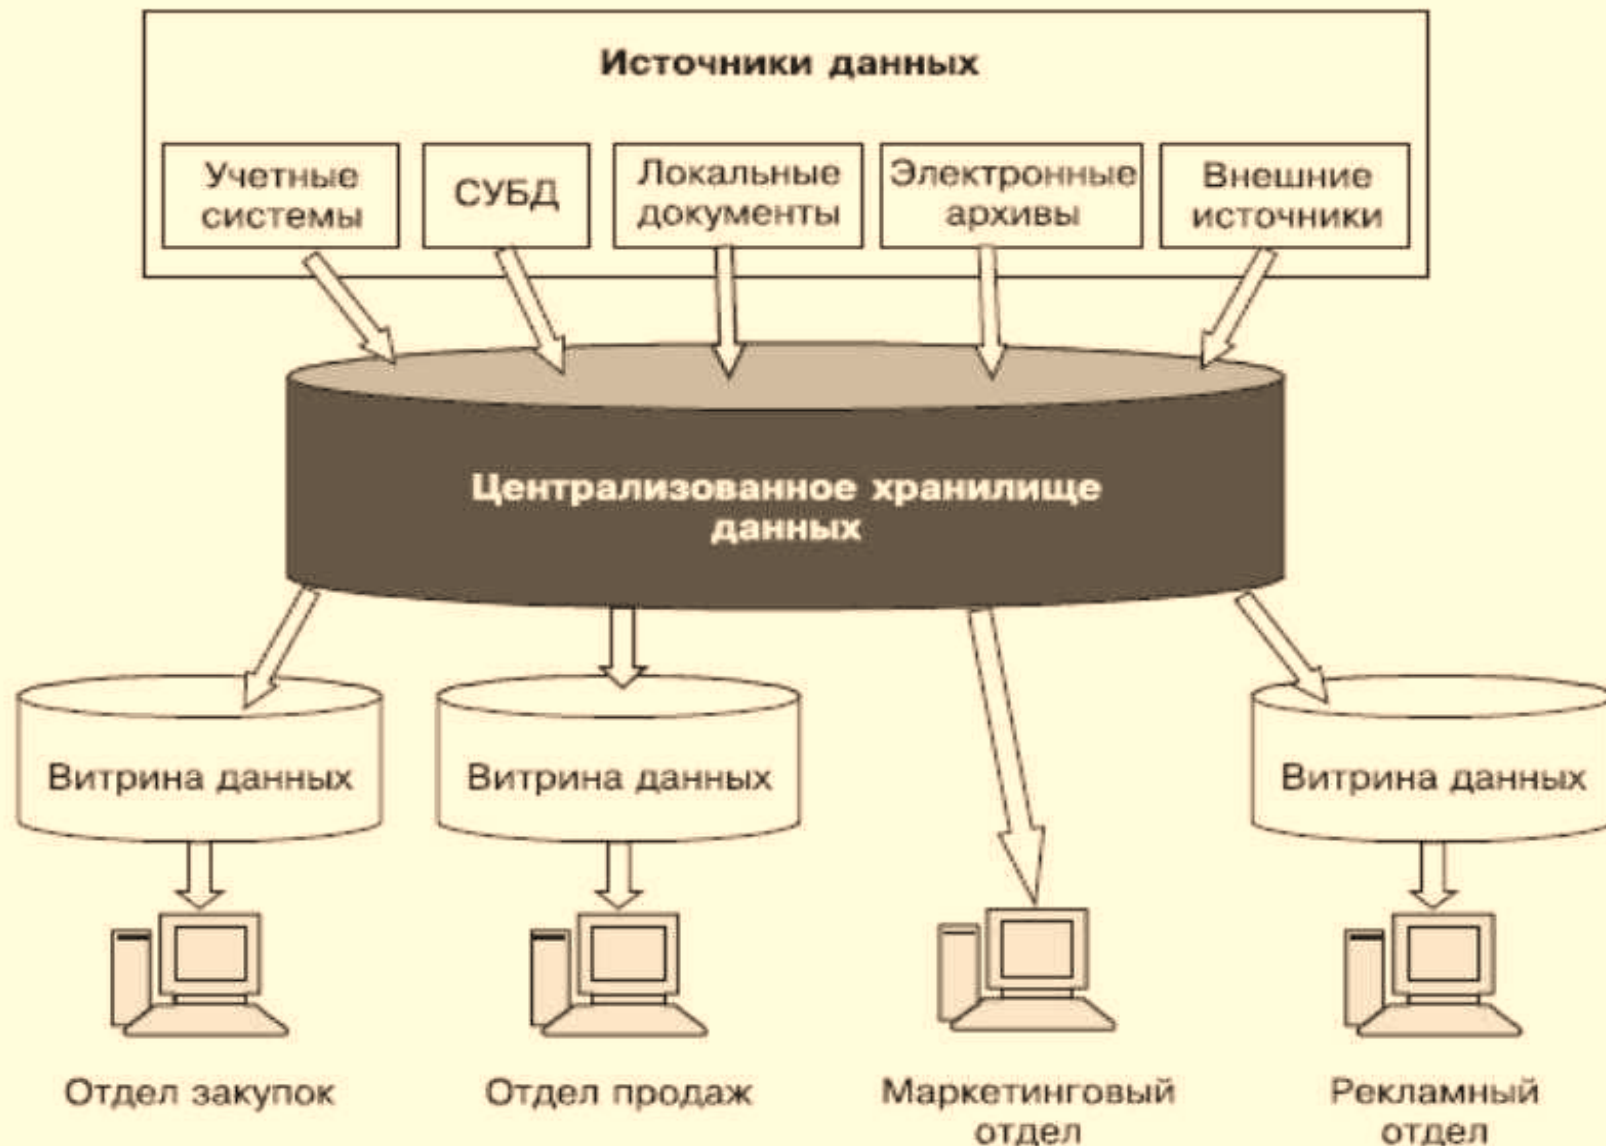 Источники данных
Учетные
системы
СУБД
Локальные
документы
Электронные
архивы
Внешние
источники
Централизованное хранилище
данных
Витрина данных
Витрина данных
Витрина данных
Отдел закупок
Отдел продаж
Маркетинговый
отдел
Рекламный
отдел